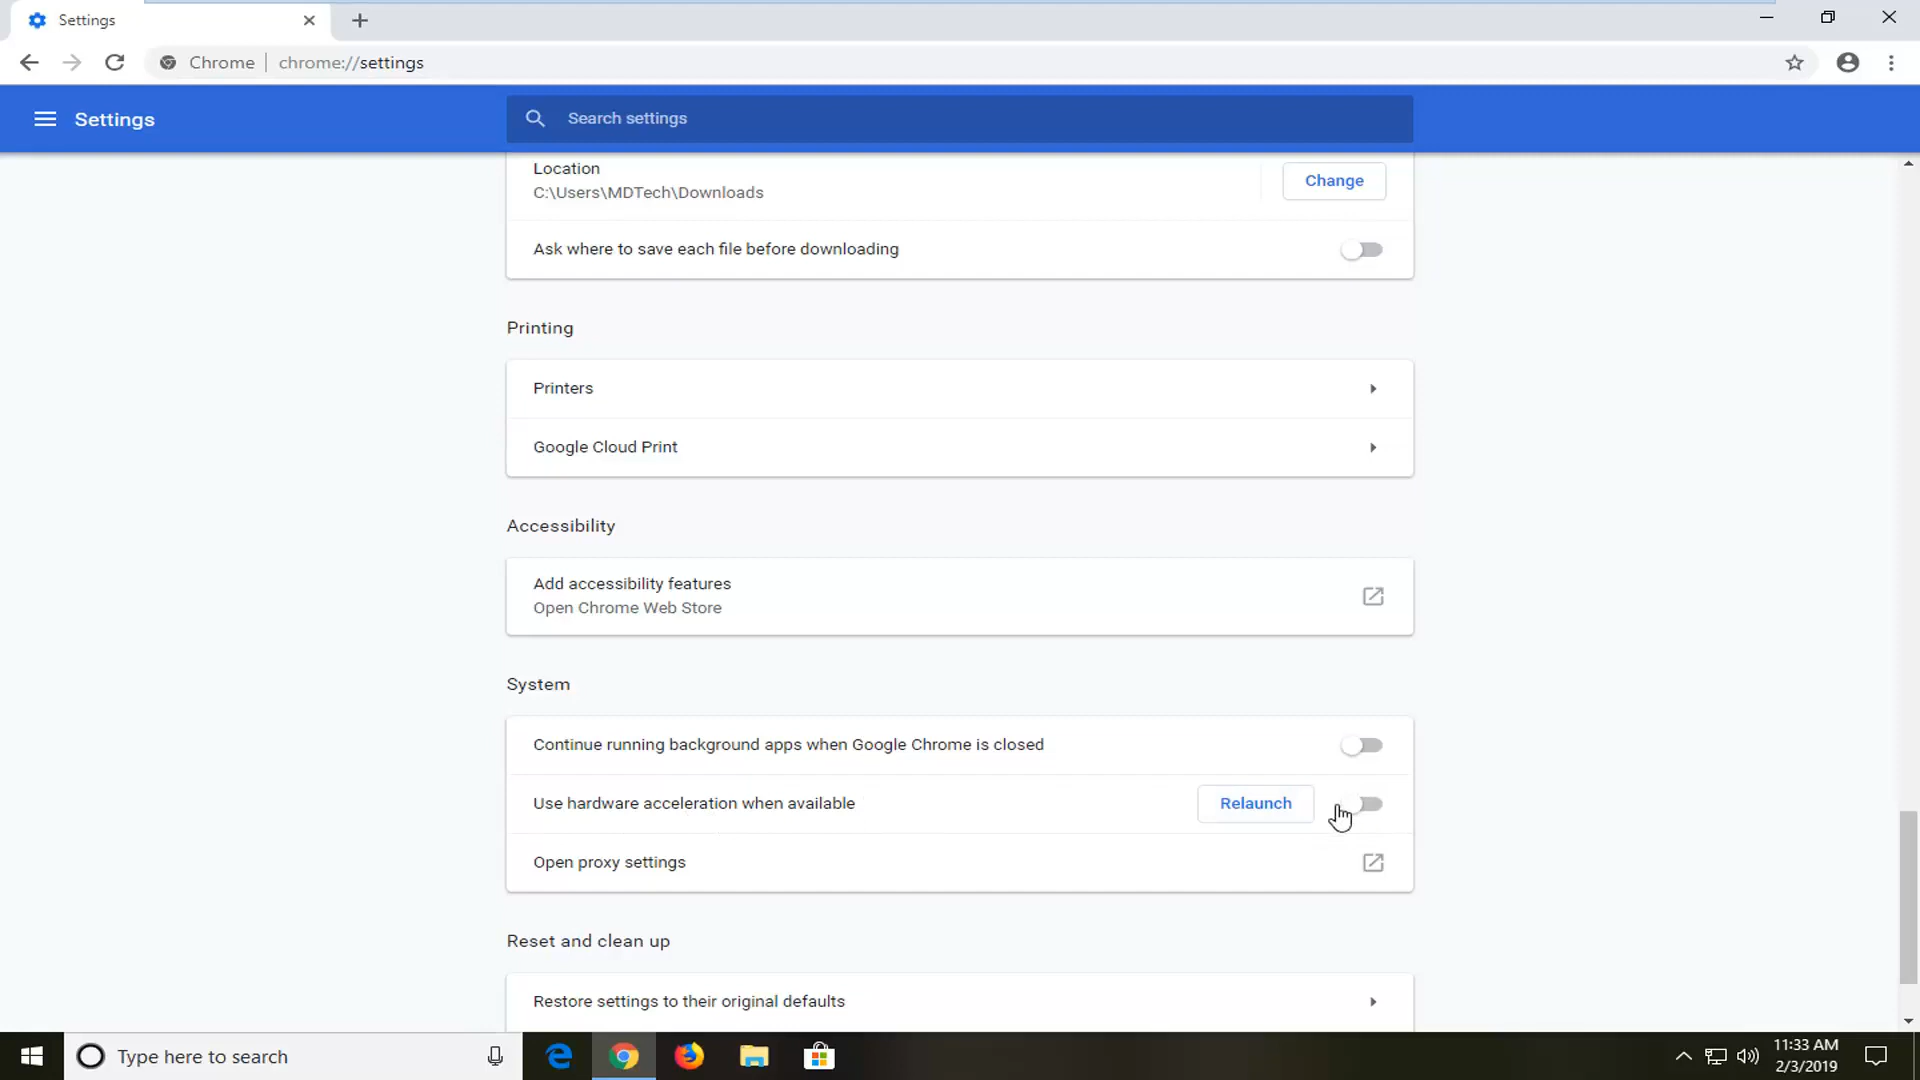 Settings
Chrome
chrome://settings
Settings
Search settings
Location
C:\Users\MDTech\Downloads
Change
Ask where to save each file before downloading
Printing
Printers
Google Cloud Print
Accessibility
Add accessibility features
Open Chrome Web Store
System
Continue running background apps when Google Chrome is closed
Use hardware acceleration when available
Relaunch
Open proxy settings
Reset and clean up
Restore settings to their original defaults
Type here to search
11:33 AM
2/3/2019